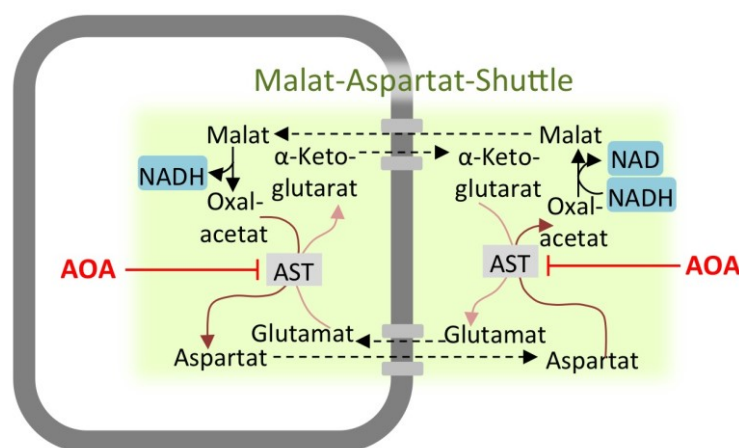 Malat-Aspartat-Shuttle
Malat
α-Keto-
glutarat
NADH
Oxal-
acetat
AOA
AST
Glutamat
Aspartat
α-Keto-
glutarat
Malat
NAD
NADH
Oxal-
acetat
AST
AOA
Glutamat
Aspartat